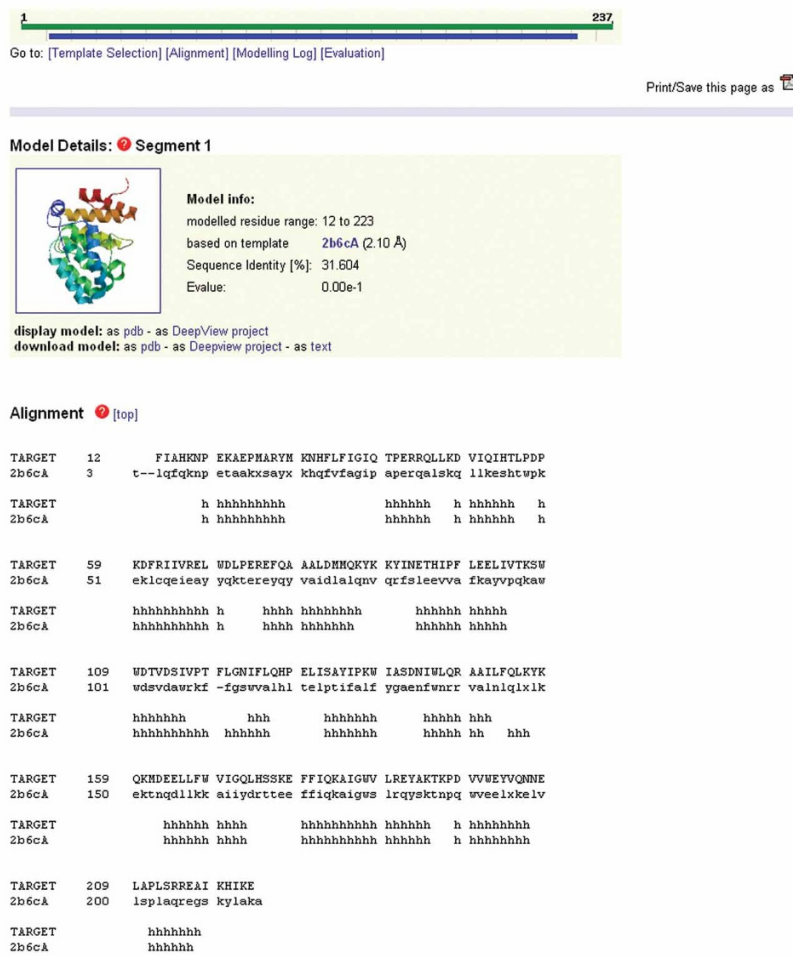 1 237
Go to: [Template Selection] [Alignment] [Modelling Log] [Evaluation]
Print/Save this page as
Model Details: ? Segment 1
Model info:
modelled residue range: 12 to 223
based on template 2b6cA (2.10 Å)
Sequence Identity [%]: 31.604
Evalue: 0.00e-1
display model: as pdb - as DeepView project
download model: as pdb - as Deepview project - as text
Alignment ? [top]
TARGET 12 FIAHKNP EKAEPMARYM KNHFLFIGIQ TPERRQLLKD VIQIHTLPDP
2b6cA 3 t--lqfqknp etaakxsayx khqfvfagip aperqalskq llkeshtwpk
TARGET h hhhhhhhhh hhhhhh h hhhhhh h
2b6cA h hhhhhhhhh hhhhhh h hhhhhh h
TARGET 59 KDFRIIVREL WDLPEREFQA AALDMMQKYK KYINETHIPF LEELIVTKSW
2b6cA 51 eklcqeieay yqktereyqy vaidlalqnv qrfsleevva fkayvpqkaw
TARGET hhhhhhhhhh h hhhh hhhhhhhh hhhhhh hhhhh
2b6cA hhhhhhhhhh h hhhh hhhhhhh hhhhhh hhhhh
TARGET 109 WDTVDSIVPT FLGNIFLQHP ELISAYIPKW IASDNIWLQR AAILFQLKYK
2b6cA 101 wdsvdawrkf -fgswvalhl telptifalf ygaenfwnrr valnlqlxlk
TARGET hhhhhhh hhh hhhhhhh hhhhh hhh
2b6cA hhhhhhhhhh hhhhhh hhhhhhh hhhhh hh hhh
TARGET 159 QKMDEELLFW VIGQLHSSKE FFIQKAIGWV LREYAKTKPD VVWEYVQNNE
2b6cA 150 ektnqdllkk aiiydrttee ffiqkaigws lrqysktnpq wveelxkelv
TARGET hhhhhh hhhh hhhhhhhhhh hhhhhh h hhhhhhhh
2b6cA hhhhhh hhhh hhhhhhhhhh hhhhhh h hhhhhhhh
TARGET 209 LAPLSRREAI KHIKE
2b6cA 200 lsplaqregs kylaka
TARGET hhhhhhh
2b6cA hhhhhh